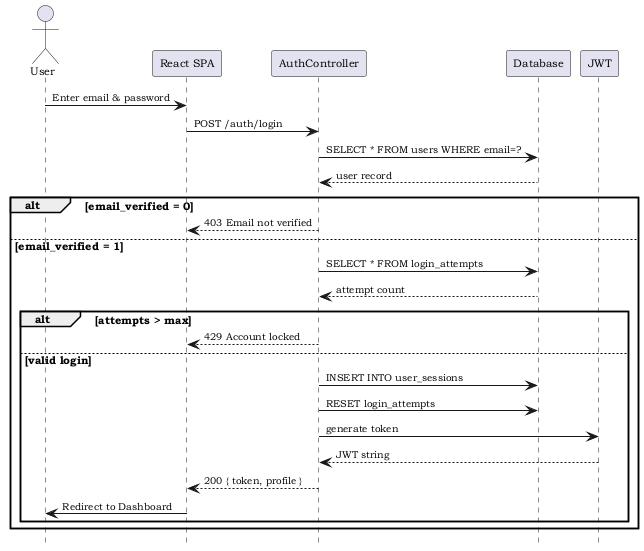 User
React SPA
AuthController
Database
JWT
Enter email & password
POST /auth/login
SELECT * FROM users WHERE email=?
user record
alt
[email_verified = 0]
403 Email not verified
[email_verified = 1]
SELECT * FROM login_attempts
attempt count
alt
[attempts > max]
429 Account locked
[valid login]
INSERT INTO user_sessions
RESET login_attempts
generate token
JWT string
200 { token, profile }
Redirect to Dashboard